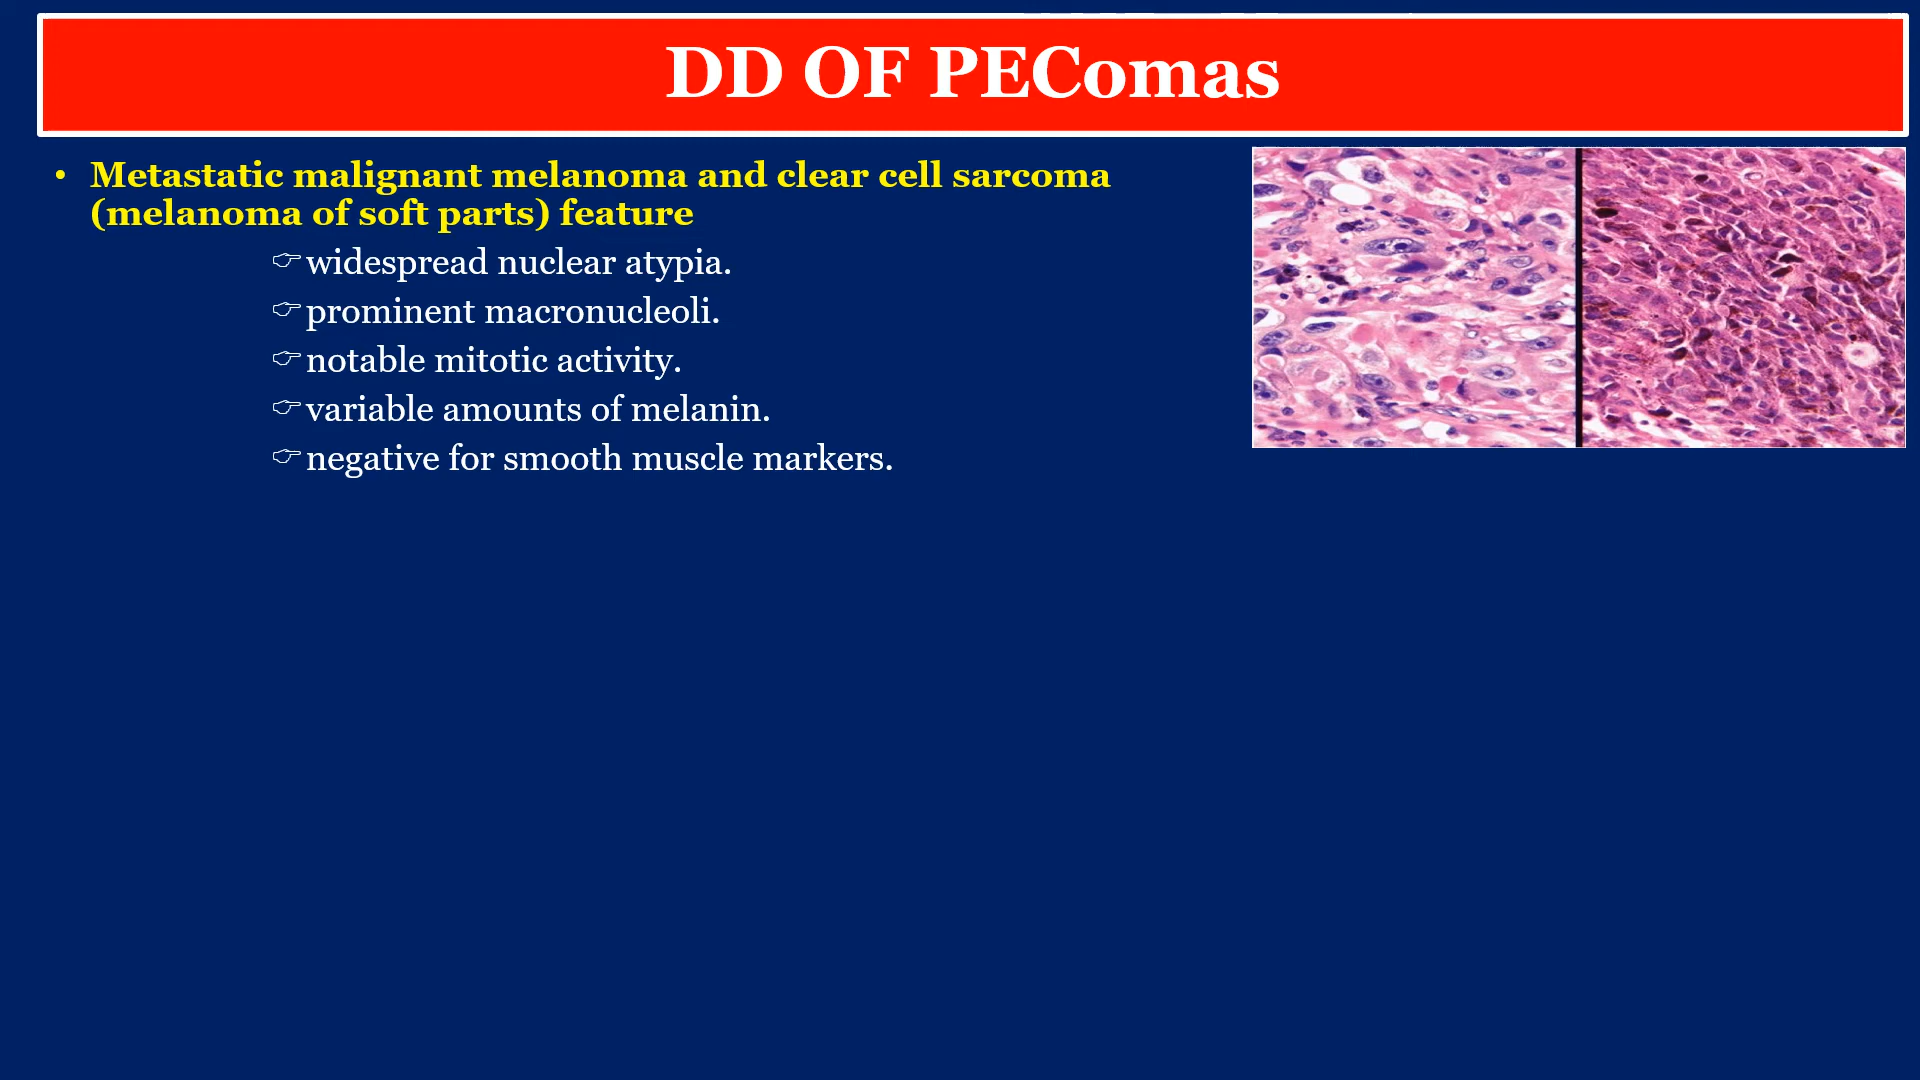 DD OF PEComas
• Metastatic malignant melanoma and clear cell sarcoma
(melanoma of soft parts) feature
☞widespread nuclear atypia.
☞prominent macronucleoli.
☞notable mitotic activity.
☞variable amounts of melanin.
☞negative for smooth muscle markers.